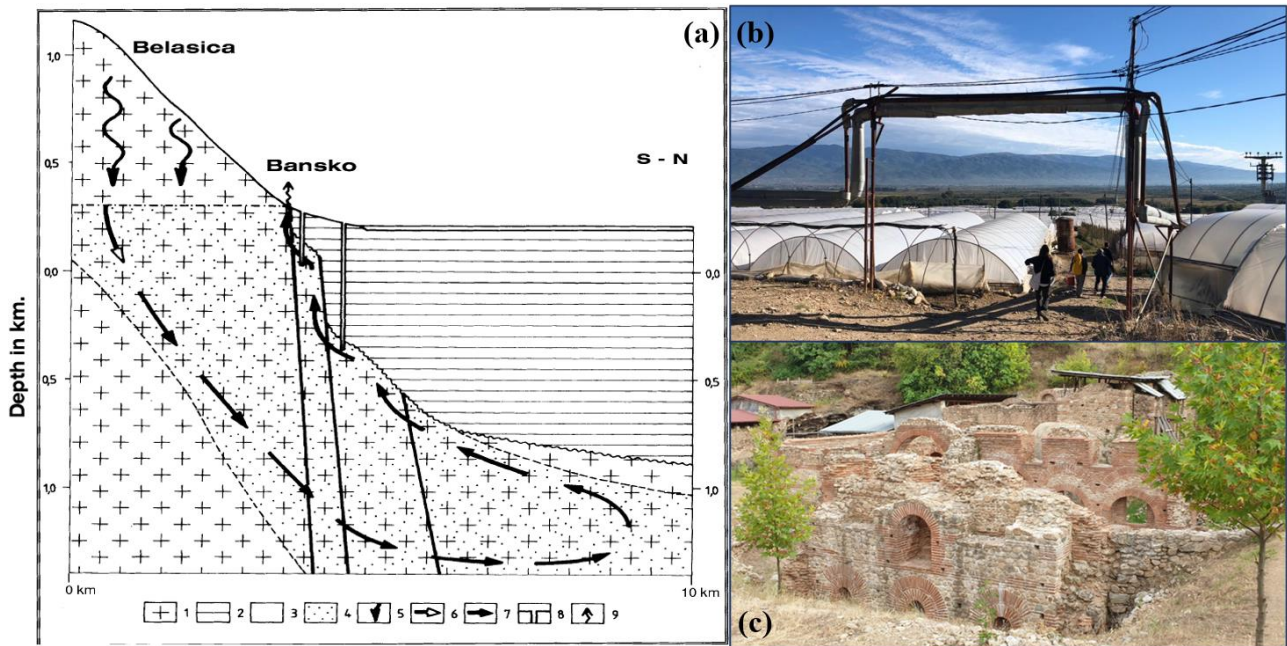 (a)
Belasica
Bansko
S - N
Depth in km.
1,0
0,5
0,0
0,5
1,0
0,0
0,5
1,0
0 km
10 km
1 2 3 4 5 6 7 8 9
(b)
(c)